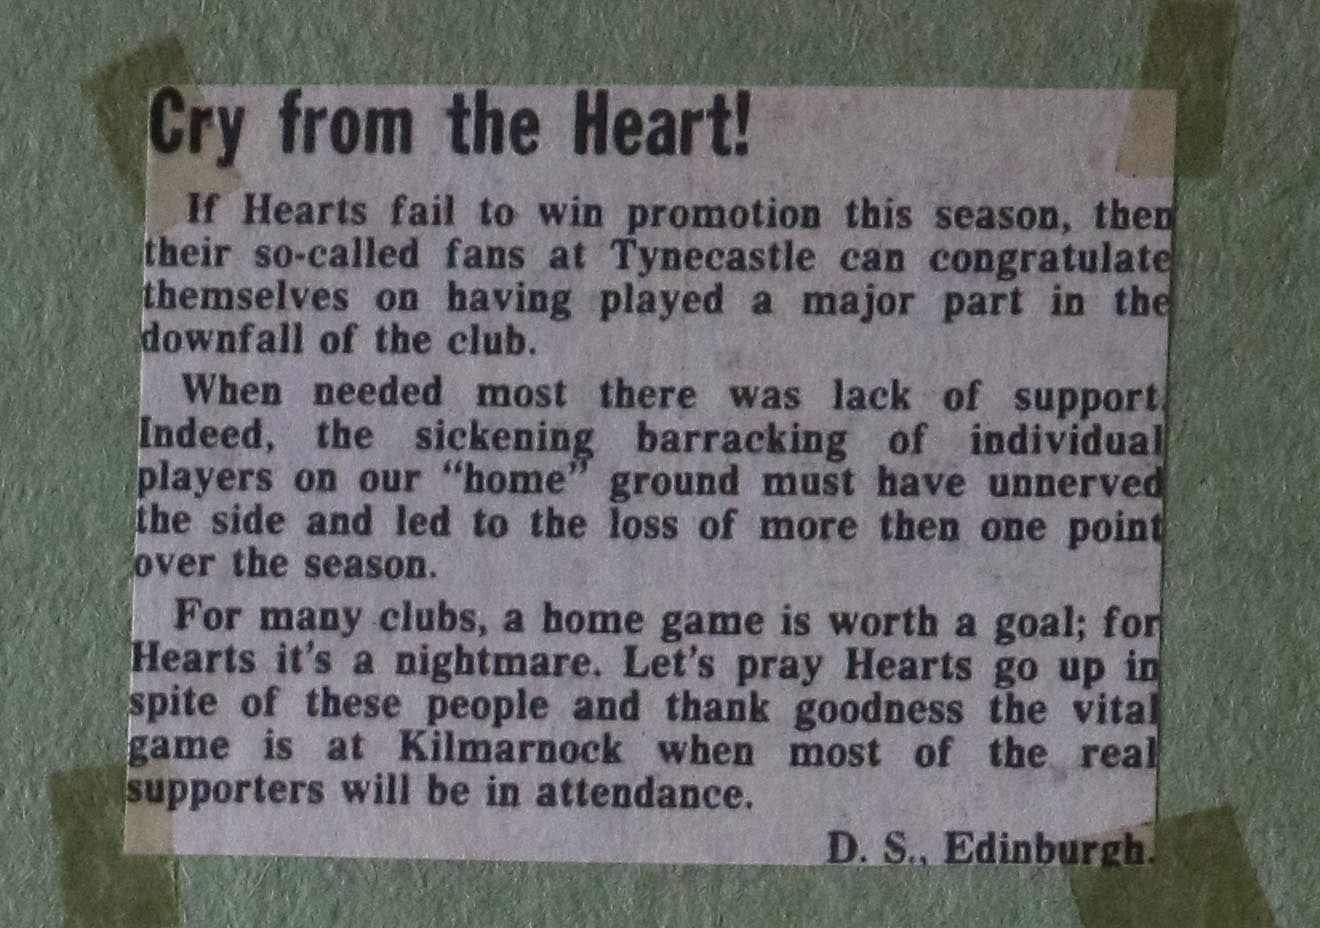 Cry from the Heart!
If Hearts fail to win promotion this season, then
their so-called fans at Tynecastle can congratulate
themselves on having played a major part in the
downfall of the club.
When needed most there was lack of support.
Indeed, the sickening barracking of individual
players on our “home” ground must have unnerved
the side and led to the loss of more then one point
over the season.
For many clubs, a home game is worth a goal; for
Hearts it's a nightmare. Let's pray Hearts go up in
spite of these people and thank goodness the vital
game is at Kilmarnock when most of the real
supporters will be in attendance.
D. S., Edinburgh.